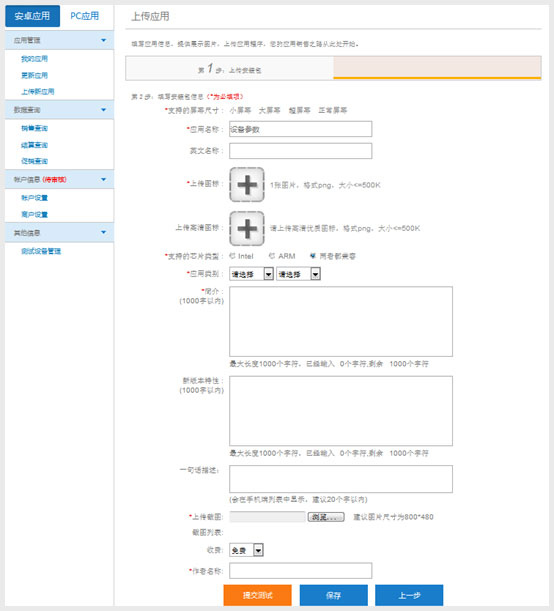 安卓应用 PC应用
应用管理
我的应用
更新应用
上传新应用
数据查询
销售查询
结算查询
促销查询
帐户信息 (待审核)
帐户设置
商户设置
其他信息
测试设备管理
上传应用
填写应用信息，提供展示图片，上传应用程序，您的应用销售之路从此处开始。
第 1 步：上传安装包
第2步：填写安装包信息（*为必填项）
*支持的屏幕尺寸： 小屏幕 大屏幕 超屏幕 正常屏幕
*应用名称： 设备参数
英文名称：
*上传图标： 1张图片，格式png，大小<=500K
上传高清图标： 请上传高清优质图标，格式png，大小<=500K
*支持的芯片类型： Intel ARM 两者都兼容
*应用类别： 请选择 请选择
*简介：
(1000字以内)
最大长度1000个字符，已经输入 0个字符,剩余 1000个字符
新版本特性：
(1000字以内)
最大长度1000个字符，已经输入 0个字符,剩余 1000个字符
一句话描述：
(会在手机端列表中显示，建议20个字以内)
*上传截图： 浏览... 建议图片尺寸为800*480
截图列表:
收费: 免费
*作者名称:
提交测试 保存 上一步